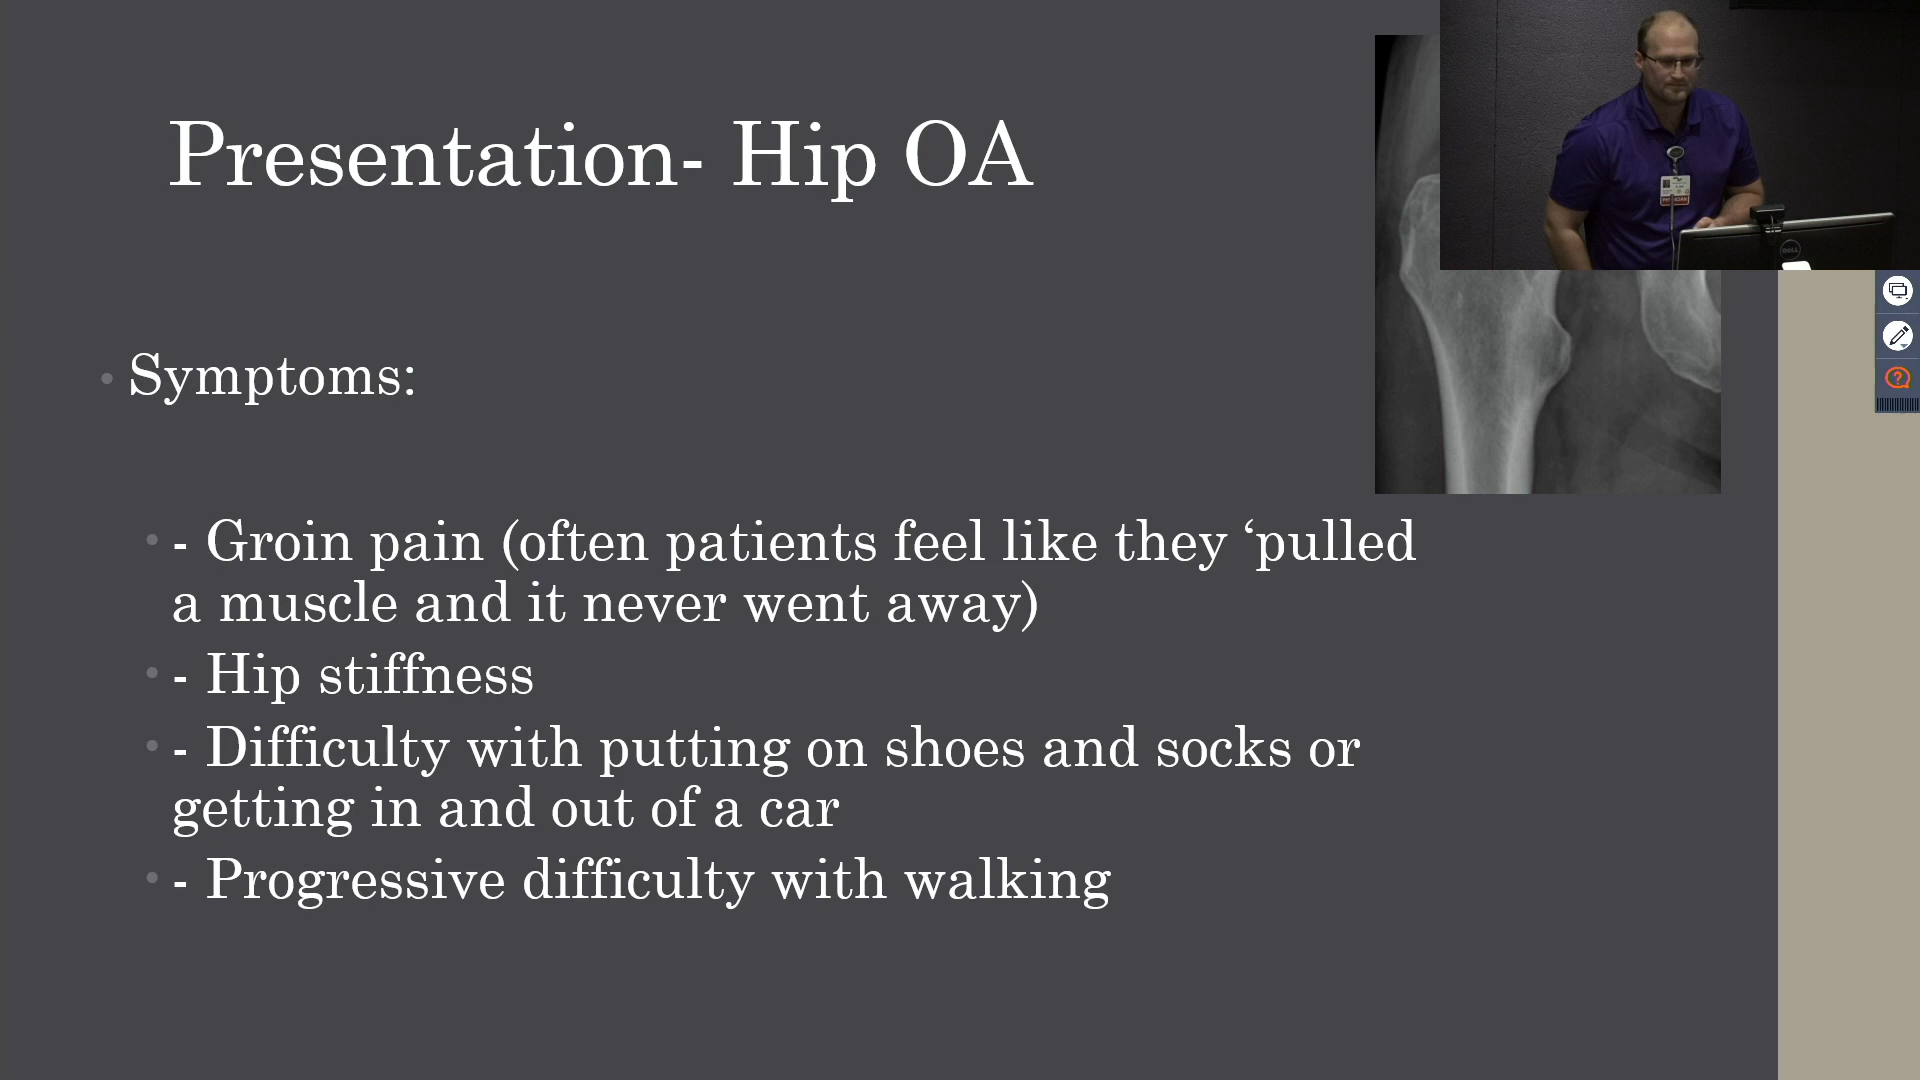 Presentation- Hip OA
• Symptoms:
• - Groin pain (often patients feel like they ‘pulled
a muscle and it never went away)
• - Hip stiffness
• - Difficulty with putting on shoes and socks or
getting in and out of a car
• - Progressive difficulty with walking
PHYSICIAN
DELL
?